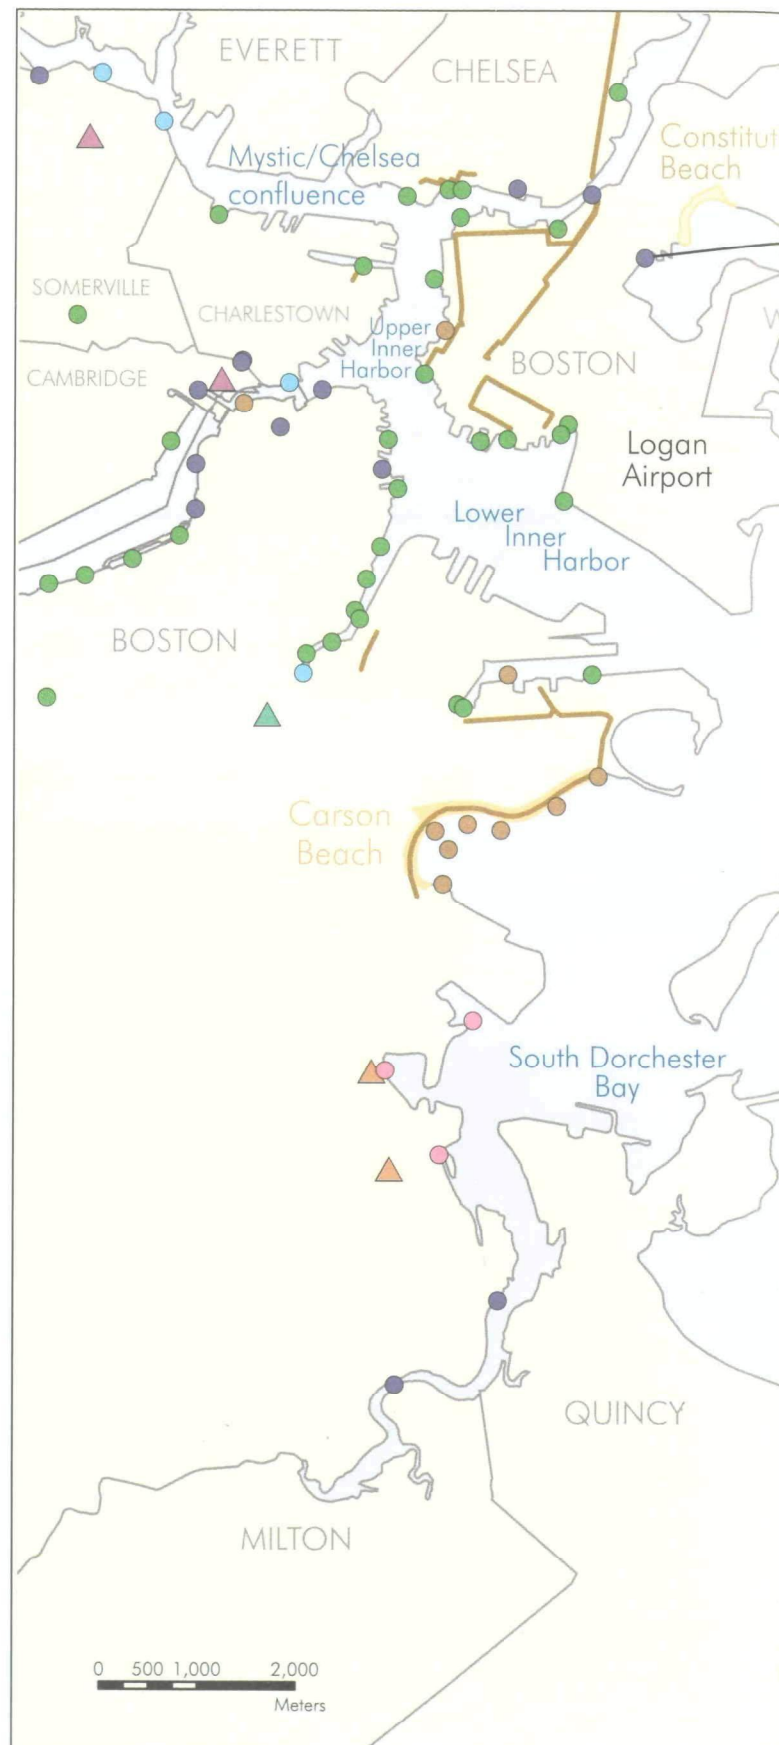 EVERETT
CHELSEA
Constitut
Beach
Mystic/Chelsea
confluence
SOMERVILLE
CHARLESTOWN
W
Upper
Inner
Harbor
BOSTON
CAMBRIDGE
Logan
Airport
Lower
Inner
Harbor
BOSTON
Carson
Beach
South Dorchester
Bay
QUINCY
MILTON
0 500 1,000 2,000
Meters